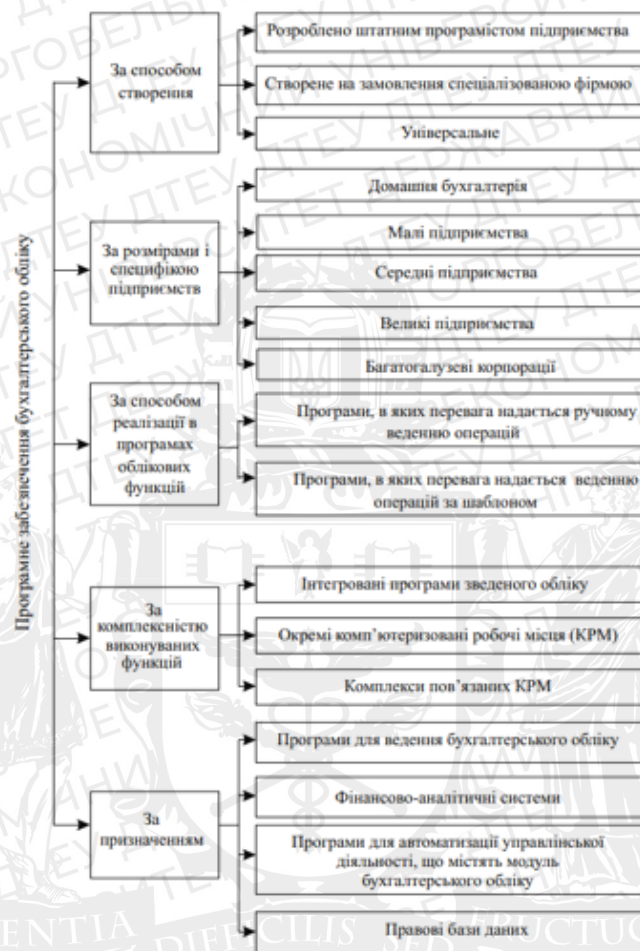 Програмне забезпечення бухгалтерського обліку
За способом
створення
Розроблено штатним програмістом підприємства
Створене на замовлення спеціалізованою фірмою
Універсальне
За розмірами і
специфікою
підприємств
Домашня бухгалтерія
Малі підприємства
Середні підприємства
Великі підприємства
Багатогалузеві корпорації
За способом
реалізації в
програмах
облікових
функцій
Програми, в яких перевага надається ручному
веденню операцій
Програми, в яких перевага надається веденню
операцій за шаблоном
За
комплексністю
виконуваних
функцій
Інтегровані програми зведеного обліку
Окремі комп’ютеризовані робочі місця (КРМ)
Комплекси пов’язаних КРМ
За
призначенням
Програми для ведення бухгалтерського обліку
Фінансово-аналітичні системи
Програми для автоматизації управлінської
діяльності, що містять модуль
бухгалтерського обліку
Правові бази даних